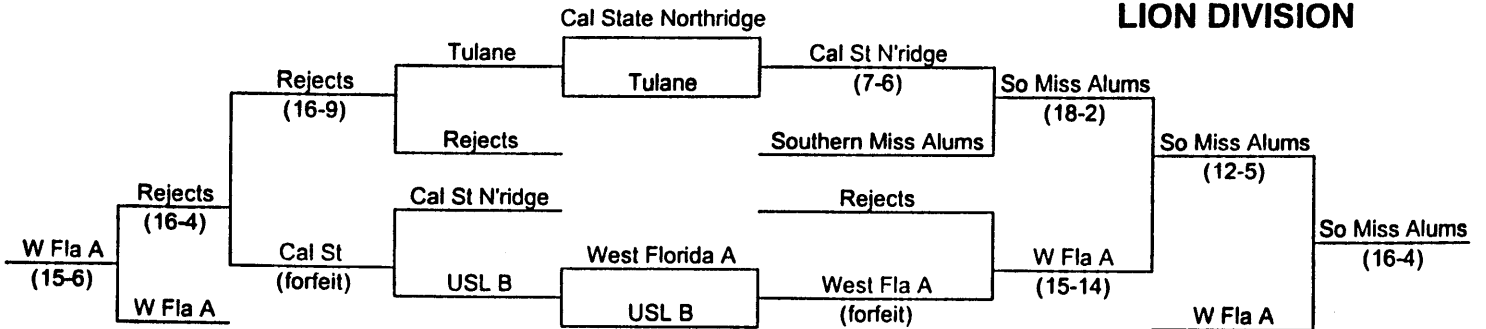 LION DIVISION
Cal State Northridge
Tulane
Cal St N'ridge
Rejects
Tulane
(7-6)
So Miss Alums
(16-9)
(18-2)
Rejects
Southern Miss Alums
So Miss Alums
(12-5)
Rejects
Cal St N'ridge
Rejects
(16-4)
So Miss Alums
W Fla A
Cal St
West Florida A
W Fla A
(16-4)
(15-6)
(forfeit)
USL B
West Fla A
(15-14)
W Fla A
USL B
(forfeit)
W Fla A